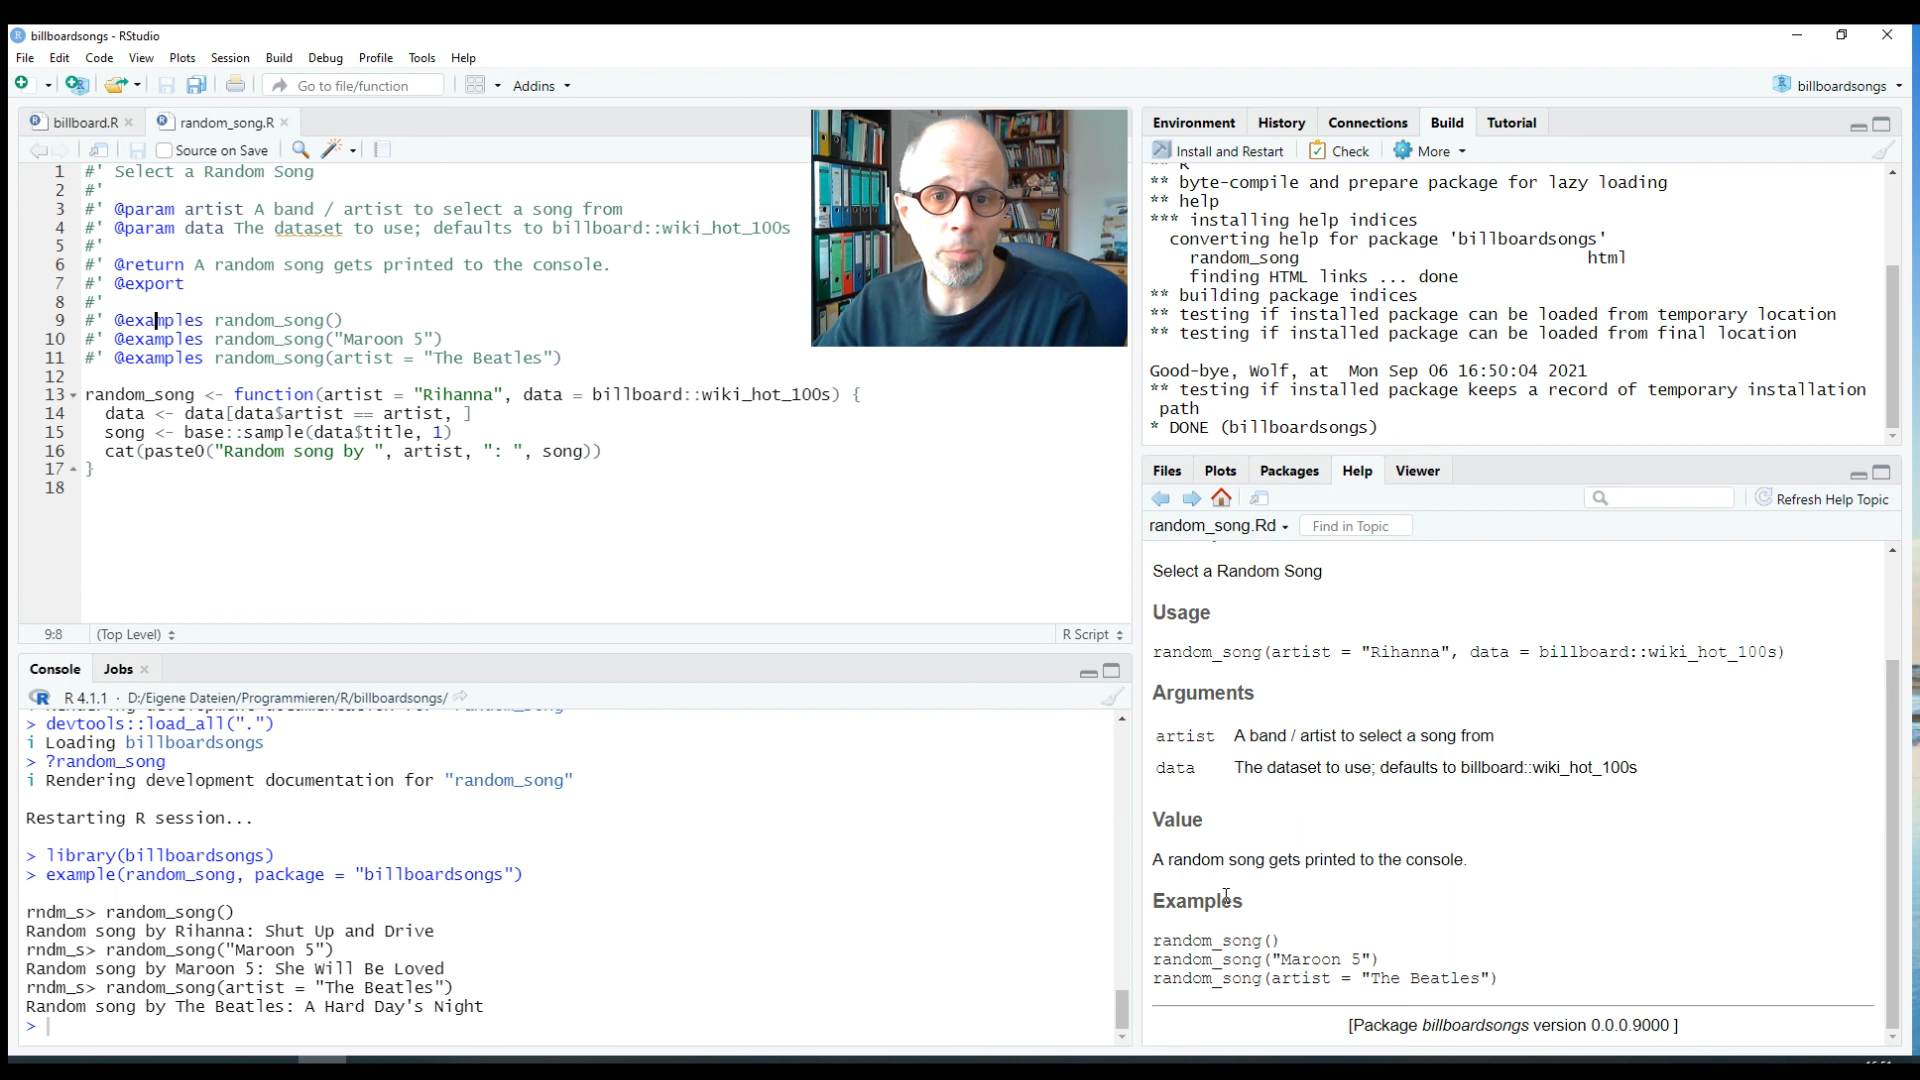 billboardsongs - RStudio
File Edit Code View Plots Session Build Debug Profile Tools Help
Go to file/function Addins billboardsongs
billboard.R random_song.R
Source on Save
1 #' Select a Random Song
2 #'
3 #' @param artist A band / artist to select a song from
4 #' @param data The dataset to use; defaults to billboard::wiki_hot_100s
5 #'
6 #' @return A random song gets printed to the console.
7 #' @export
8 #'
9 #' @examples random_song()
10 #' @examples random_song("Maroon 5")
11 #' @examples random_song(artist = "The Beatles")
12
13 random_song <- function(artist = "Rihanna", data = billboard::wiki_hot_100s) {
14 data <- data[data$artist == artist, ]
15 song <- base::sample(data$title, 1)
16 cat(paste0("Random song by ", artist, ": ", song))
17 }
18
9:8 (Top Level) R Script
Console Jobs
R 4.1.1 · D:/Eigene Dateien/Programmieren/R/billboardsongs/
> devtools::load_all(".")
i Loading billboardsongs
> ?random_song
i Rendering development documentation for "random_song"
Restarting R session...
> library(billboardsongs)
> example(random_song, package = "billboardsongs")
rndm_s> random_song()
Random song by Rihanna: Shut Up and Drive
rndm_s> random_song("Maroon 5")
Random song by Maroon 5: She Will Be Loved
rndm_s> random_song(artist = "The Beatles")
Random song by The Beatles: A Hard Day's Night
>
Environment History Connections Build Tutorial
Install and Restart Check More
** R
** byte-compile and prepare package for lazy loading
** help
*** installing help indices
converting help for package 'billboardsongs'
random_song html
finding HTML links ... done
** building package indices
** testing if installed package can be loaded from temporary location
** testing if installed package can be loaded from final location
Good-bye, Wolf, at Mon Sep 06 16:50:04 2021
** testing if installed package keeps a record of temporary installation
path
* DONE (billboardsongs)
Files Plots Packages Help Viewer
Refresh Help Topic
random_song.Rd Find in Topic
Select a Random Song
Usage
random_song(artist = "Rihanna", data = billboard::wiki_hot_100s)
Arguments
artist A band / artist to select a song from
data The dataset to use; defaults to billboard::wiki_hot_100s
Value
A random song gets printed to the console.
Examples
random_song()
random_song("Maroon 5")
random_song(artist = "The Beatles")
[Package billboardsongs version 0.0.0.9000 ]